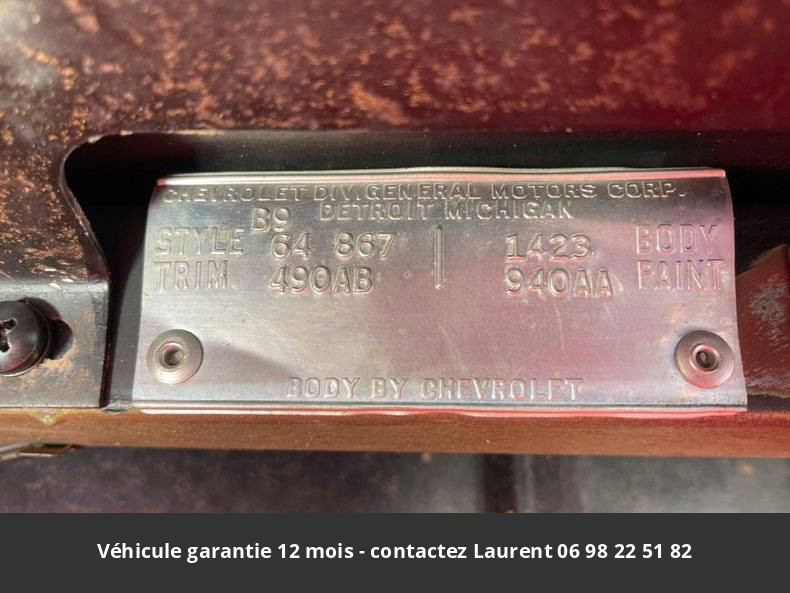 CHEVROLET DIV. GENERAL MOTORS CORP.
DETROIT MICHIGAN
B9
STYLE 64 867 | 1423 BODY
TRIM 490AB 940AA PAINT
BODY BY CHEVROLET
Véhicule garantie 12 mois - contactez Laurent 06 98 22 51 82